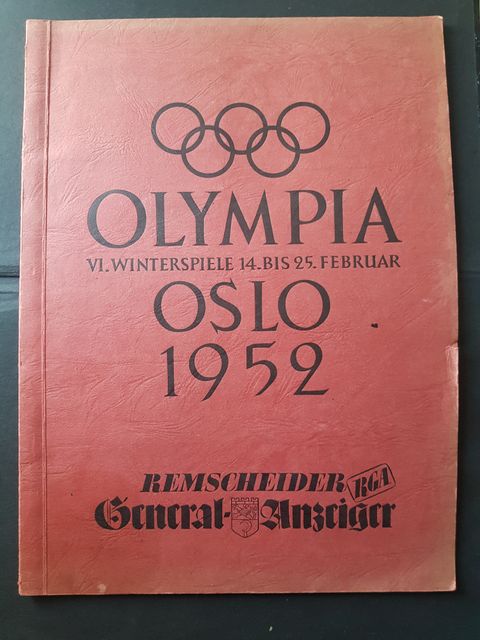 OLYMPIA
VI. WINTERSPIELE 14. BIS 25. FEBRUAR
OSLO
1952
REMSCHEIDER RGA
General-Anzeiger